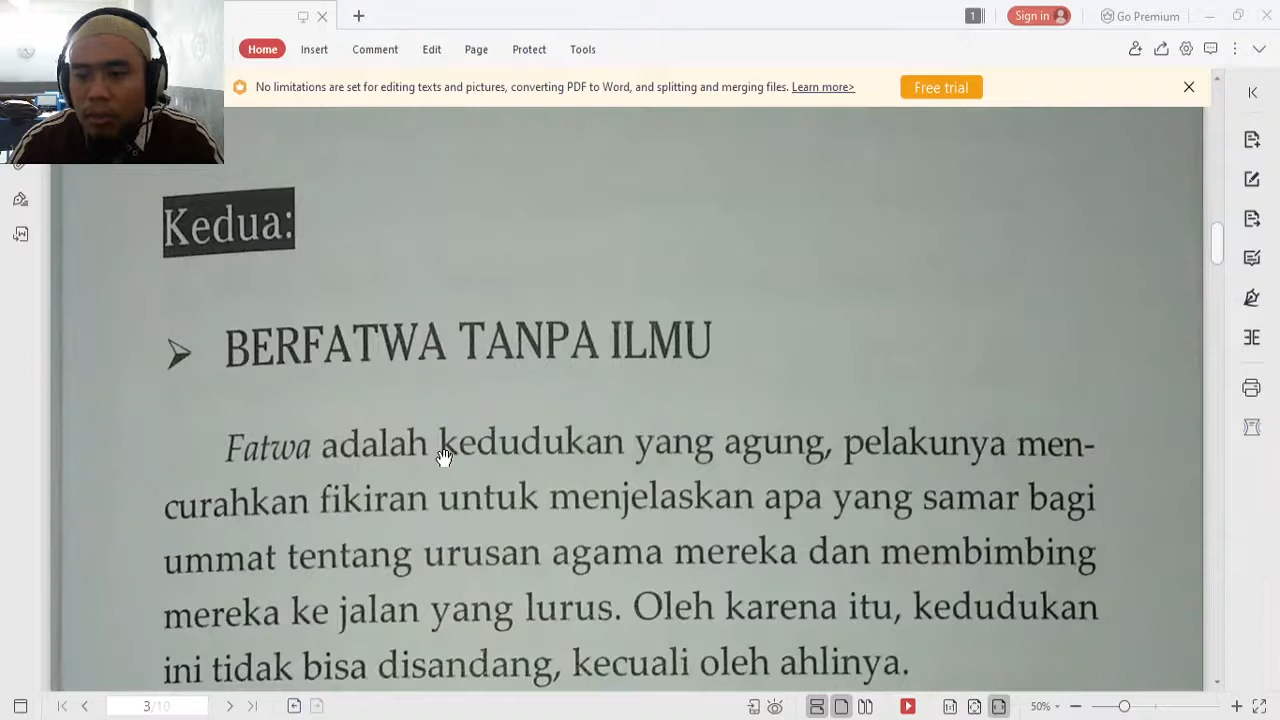 1
Sign in
Go Premium
Home
Insert
Comment
Edit
Page
Protect
Tools
No limitations are set for editing texts and pictures, converting PDF to Word, and splitting and merging files. Learn more>
Free trial
Kedua:
BERFATWA TANPA ILMU
Fatwa adalah kedudukan yang agung, pelakunya men-
curahkan fikiran untuk menjelaskan apa yang samar bagi
ummat tentang urusan agama mereka dan membimbing
mereka ke jalan yang lurus. Oleh karena itu, kedudukan
ini tidak bisa disandang, kecuali oleh ahlinya.
3/10
50%